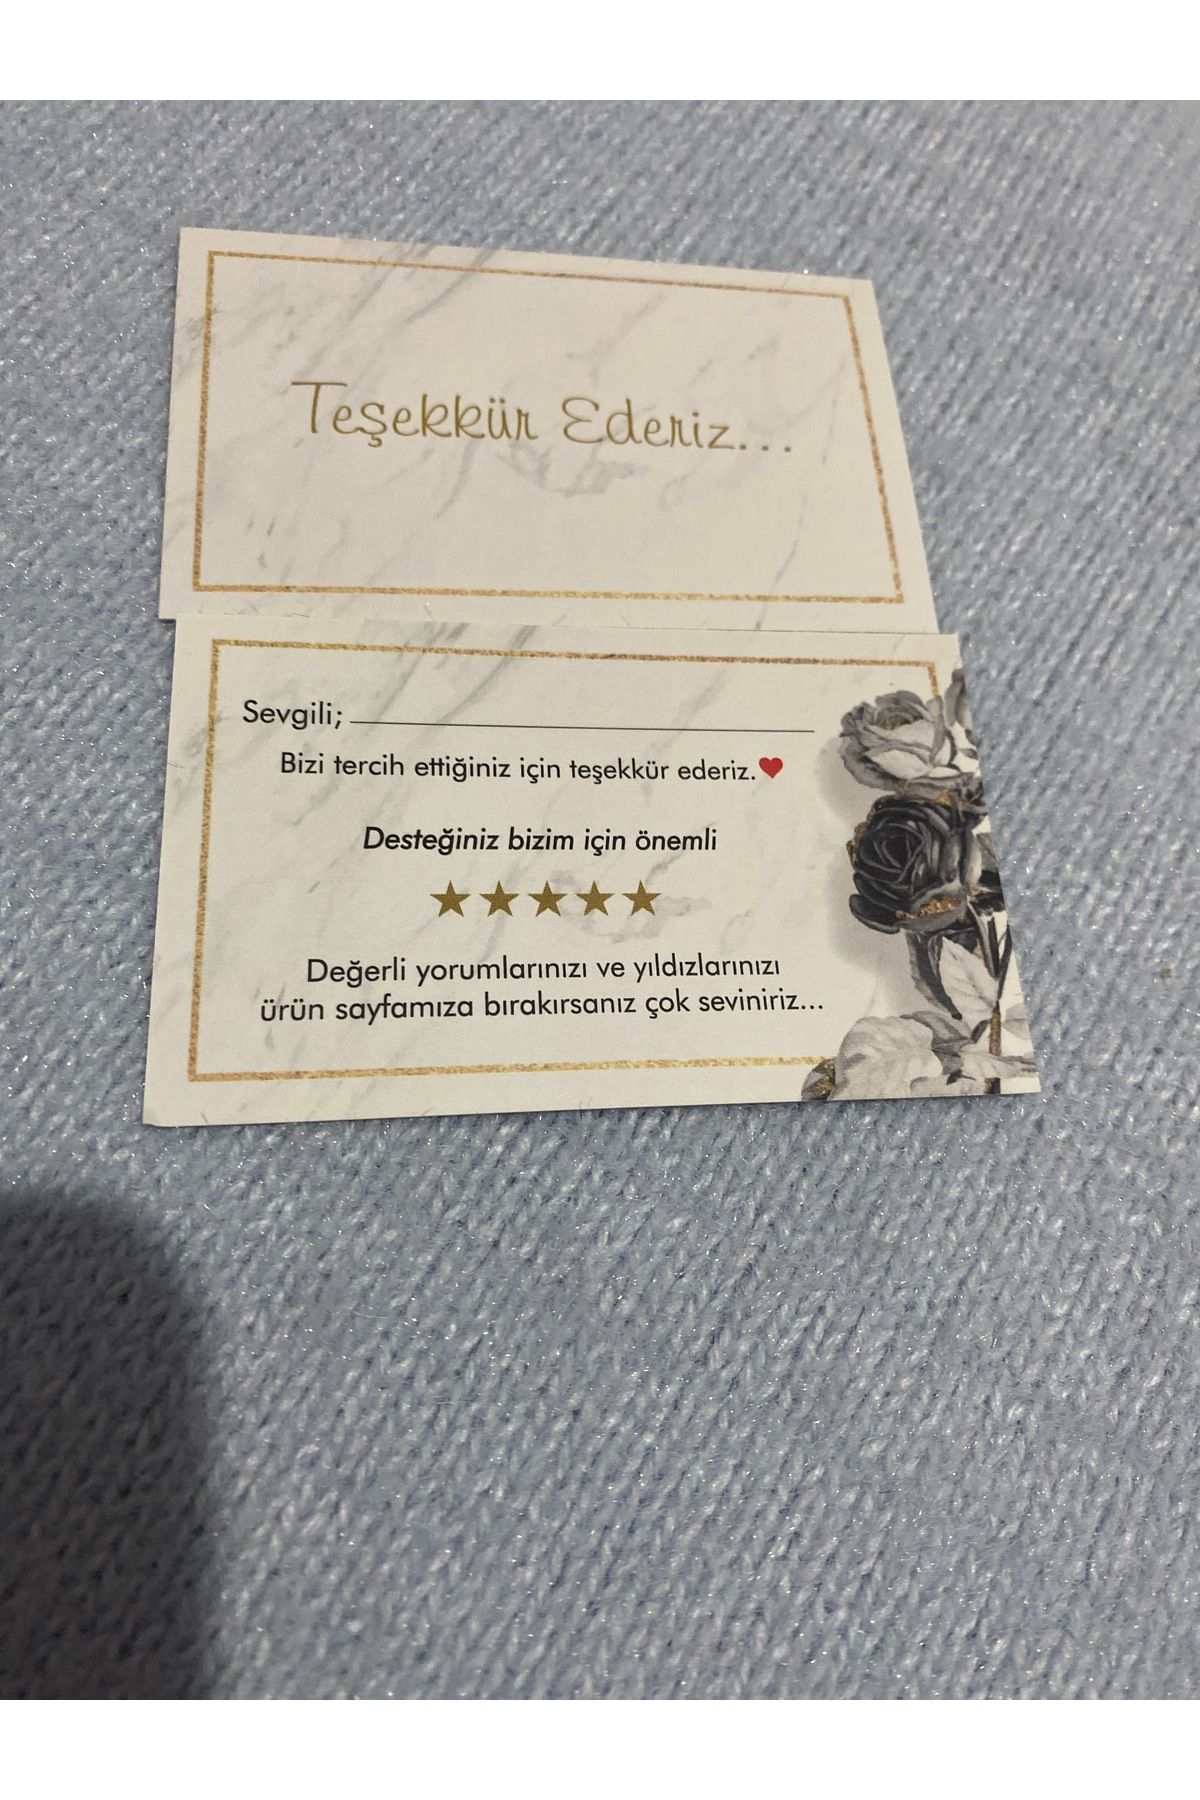 Teşekkür Ederiz...
Sevgili;
Bizi tercih ettiğiniz için teşekkür ederiz.
Desteğiniz bizim için önemli
Değerli yorumlarınızı ve yıldızlarınızı
ürün sayfamıza bırakırsanız çok seviniriz...